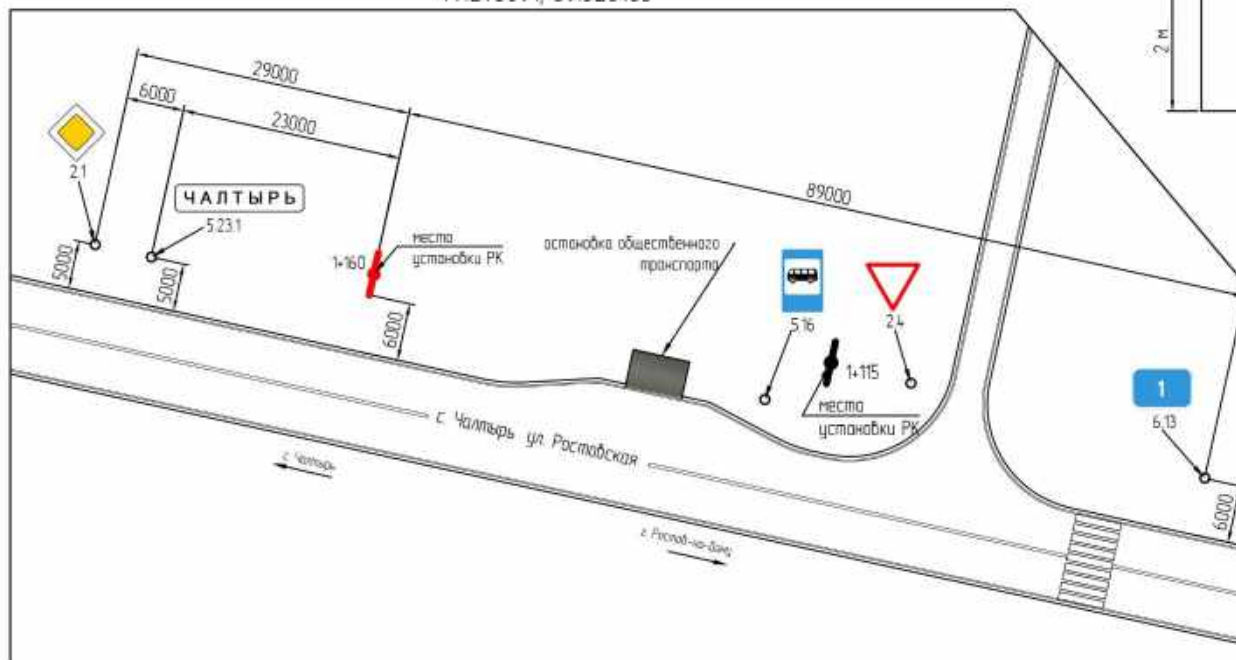 2 м
29000
6000
23000
89000
2.1
ЧАЛТЫРЬ
5.23.1
5000
5000
1+160
места
установки РК
6000
остановка общественного
транспорта
5.16
2.4
1+115
места
установки РК
1
6.13
6000
с. Чалтырь ул. Ростовская
с. Чалтырь
г. Ростов-на-Дону